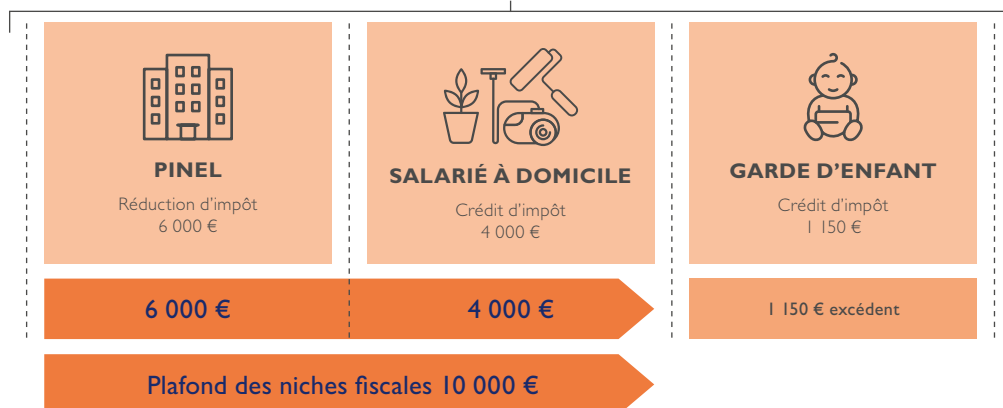 PINEL
Réduction d'impôt
6 000 €
SALARIÉ À DOMICILE
Crédit d'impôt
4 000 €
GARDE D'ENFANT
Crédit d'impôt
1 150 €
6 000 €
4 000 €
1 150 € excédent
Plafond des niches fiscales 10 000 €